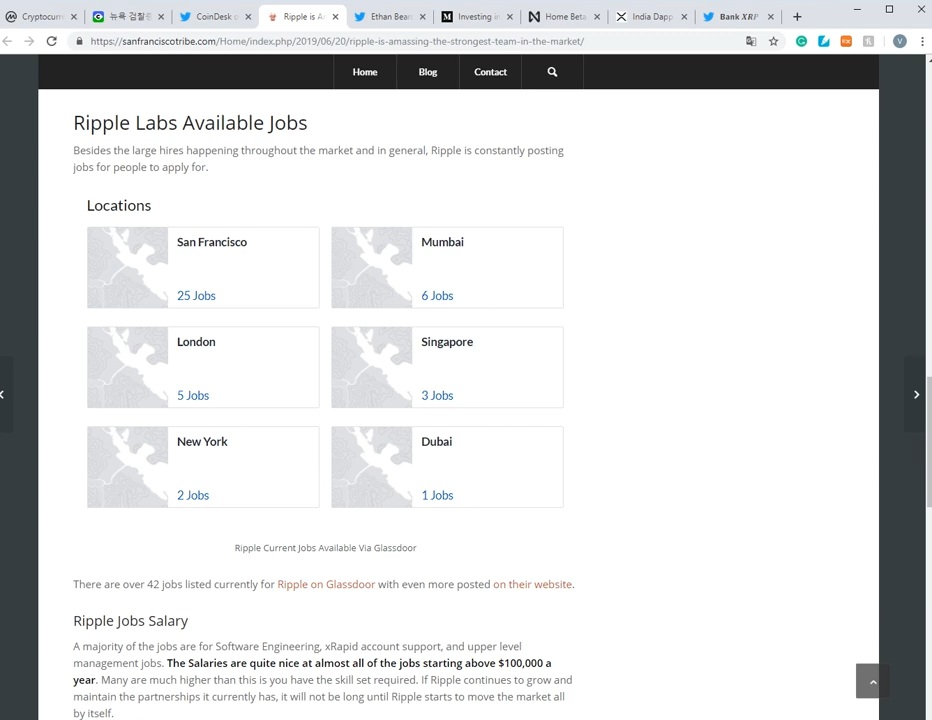 Cryptocurr
뉴욕 검찰
CoinDesk
Ripple is A
Ethan Bear
Investing i
Home Beta
India Dapp
Bank XRP
https://sanfranciscotribe.com/Home/index.php/2019/06/20/ripple-is-amassing-the-strongest-team-in-the-market/
V
Home Blog Contact
Ripple Labs Available Jobs
Besides the large hires happening throughout the market and in general, Ripple is constantly posting
jobs for people to apply for.
Locations
San Francisco
25 Jobs
Mumbai
6 Jobs
London
5 Jobs
Singapore
3 Jobs
New York
2 Jobs
Dubai
1 Jobs
Ripple Current Jobs Available Via Glassdoor
There are over 42 jobs listed currently for Ripple on Glassdoor with even more posted on their website.
Ripple Jobs Salary
A majority of the jobs are for Software Engineering, xRapid account support, and upper level
management jobs. The Salaries are quite nice at almost all of the jobs starting above $100,000 a
year. Many are much higher than this is you have the skill set required. If Ripple continues to grow and
maintain the partnerships it currently has, it will not be long until Ripple starts to move the market all
by itself.